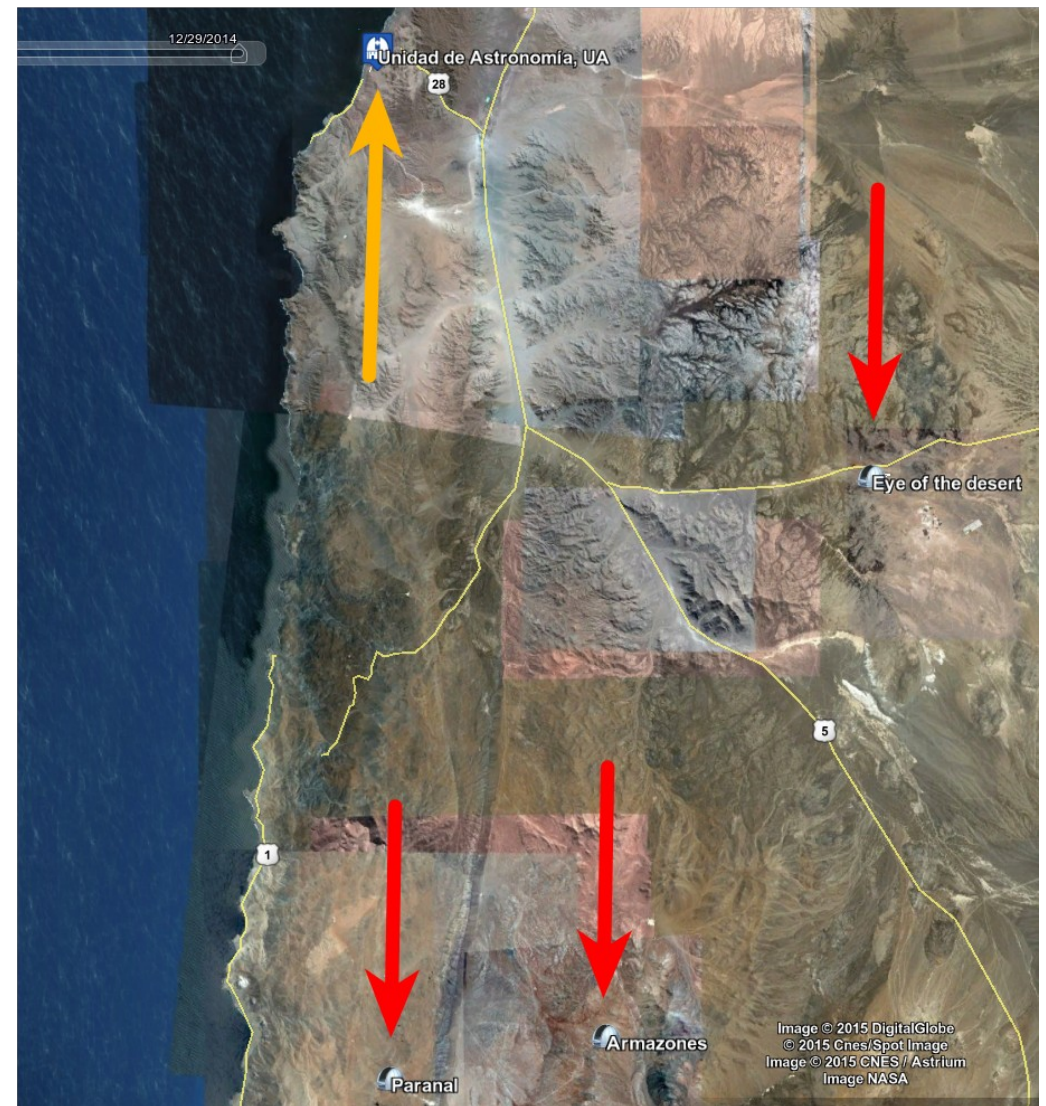 12/29/2014
Unidad de Astronomía, UA
28
Eye of the desert
5
1
Armazones
Paranal
Image © 2015 DigitalGlobe
© 2015 Cnes/Spot Image
Image © 2015 CNES / Astrium
Image NASA